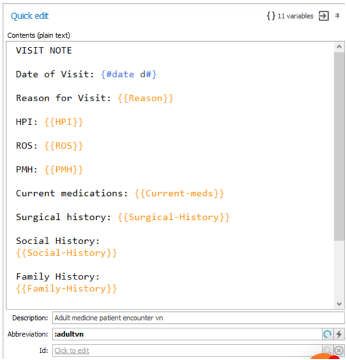 Quick edit
{} 11 variables
Contents (plain text)
VISIT NOTE
Date of Visit: {#date d#}
Reason for Visit: {{Reason}}
HPI: {{HPI}}
ROS: {{ROS}}
PMH: {{PMH}}
Current medications: {{Current-meds}}
Surgical history: {{Surgical-History}}
Social History:
{{Social-History}}
Family History:
{{Family-History}}
Description: Adult medicine patient encounter vn
Abbreviation: :adultvn
Id: Click to edit